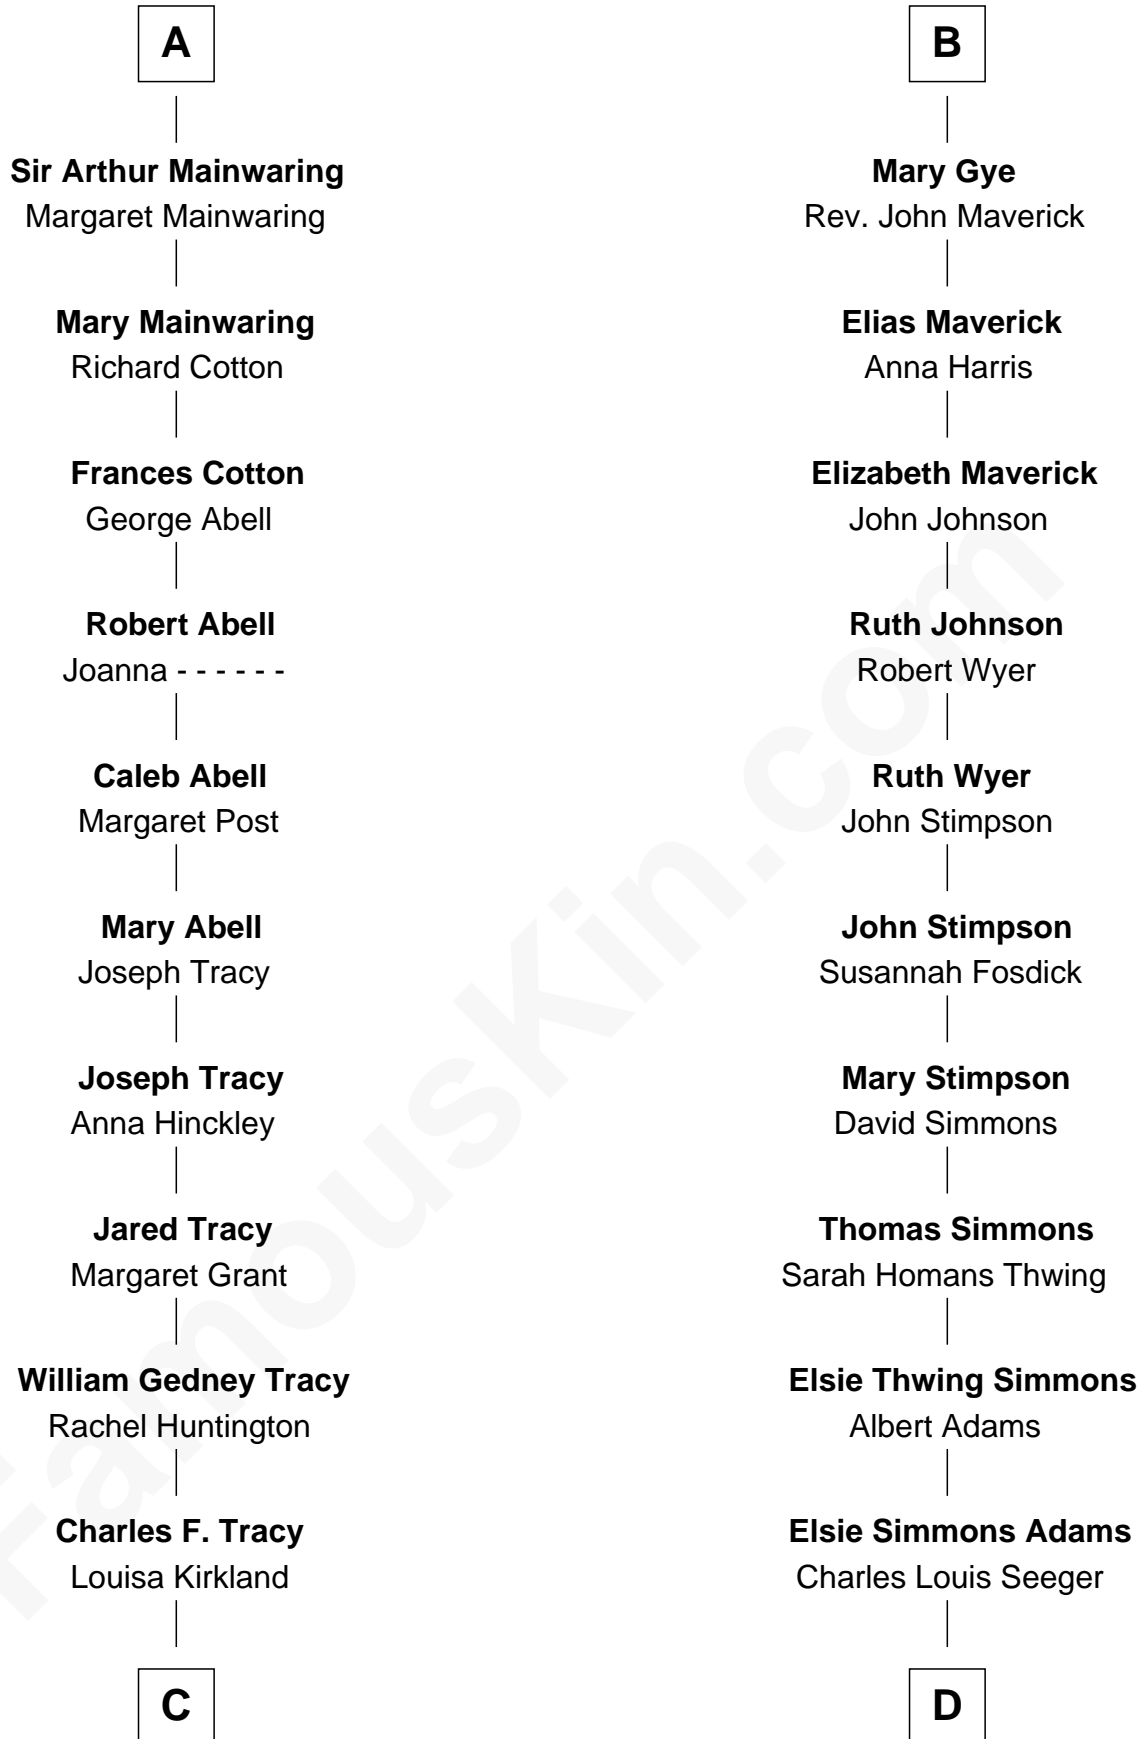 A
Sir Arthur Mainwaring
Margaret Mainwaring
Mary Mainwaring
Richard Cotton
Frances Cotton
George Abell
Robert Abell
Joanna - - - - - -
Caleb Abell
Margaret Post
Mary Abell
Joseph Tracy
Joseph Tracy
Anna Hinckley
Jared Tracy
Margaret Grant
William Gedney Tracy
Rachel Huntington
Charles F. Tracy
Louisa Kirkland
C
B
Mary Gye
Rev. John Maverick
Elias Maverick
Anna Harris
Elizabeth Maverick
John Johnson
Ruth Johnson
Robert Wyer
Ruth Wyer
John Stimpson
John Stimpson
Susannah Fosdick
Mary Stimpson
David Simmons
Thomas Simmons
Sarah Homans Thwing
Elsie Thwing Simmons
Albert Adams
Elsie Simmons Adams
Charles Louis Seeger
D
FamousKin.com